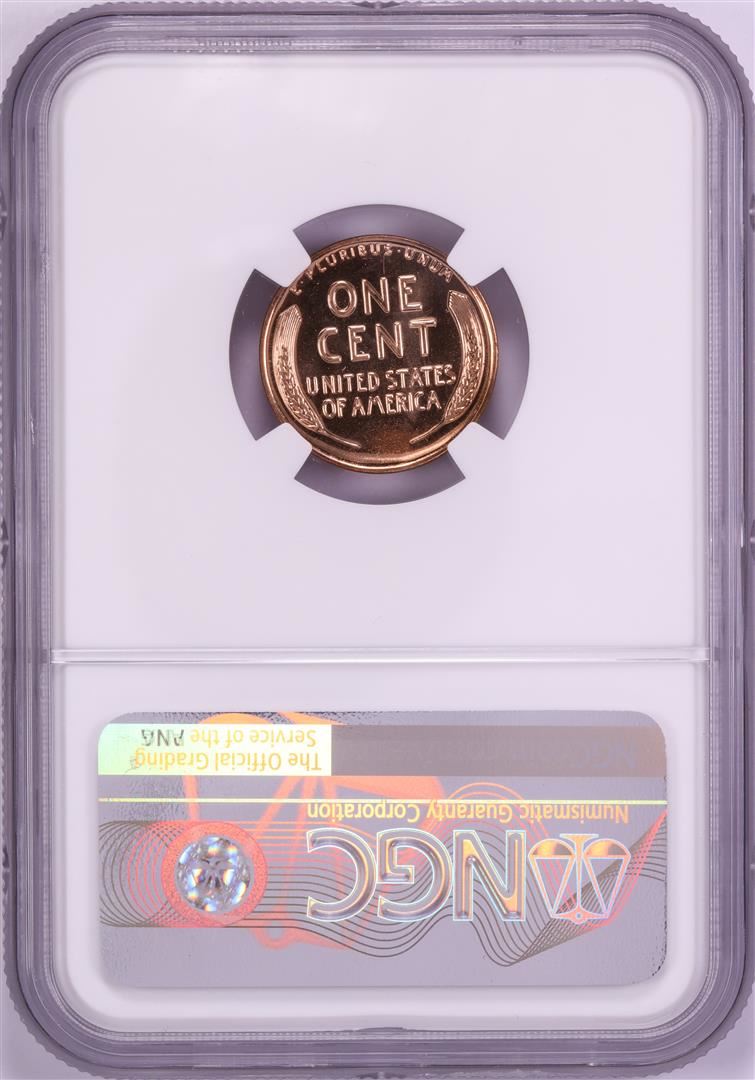 E · PLURIBUS · UNUM
ONE
CENT
UNITED STATES
OF AMERICA
NGC
Numismatic Guaranty Corporation
The Official Grading
Service of the ANA